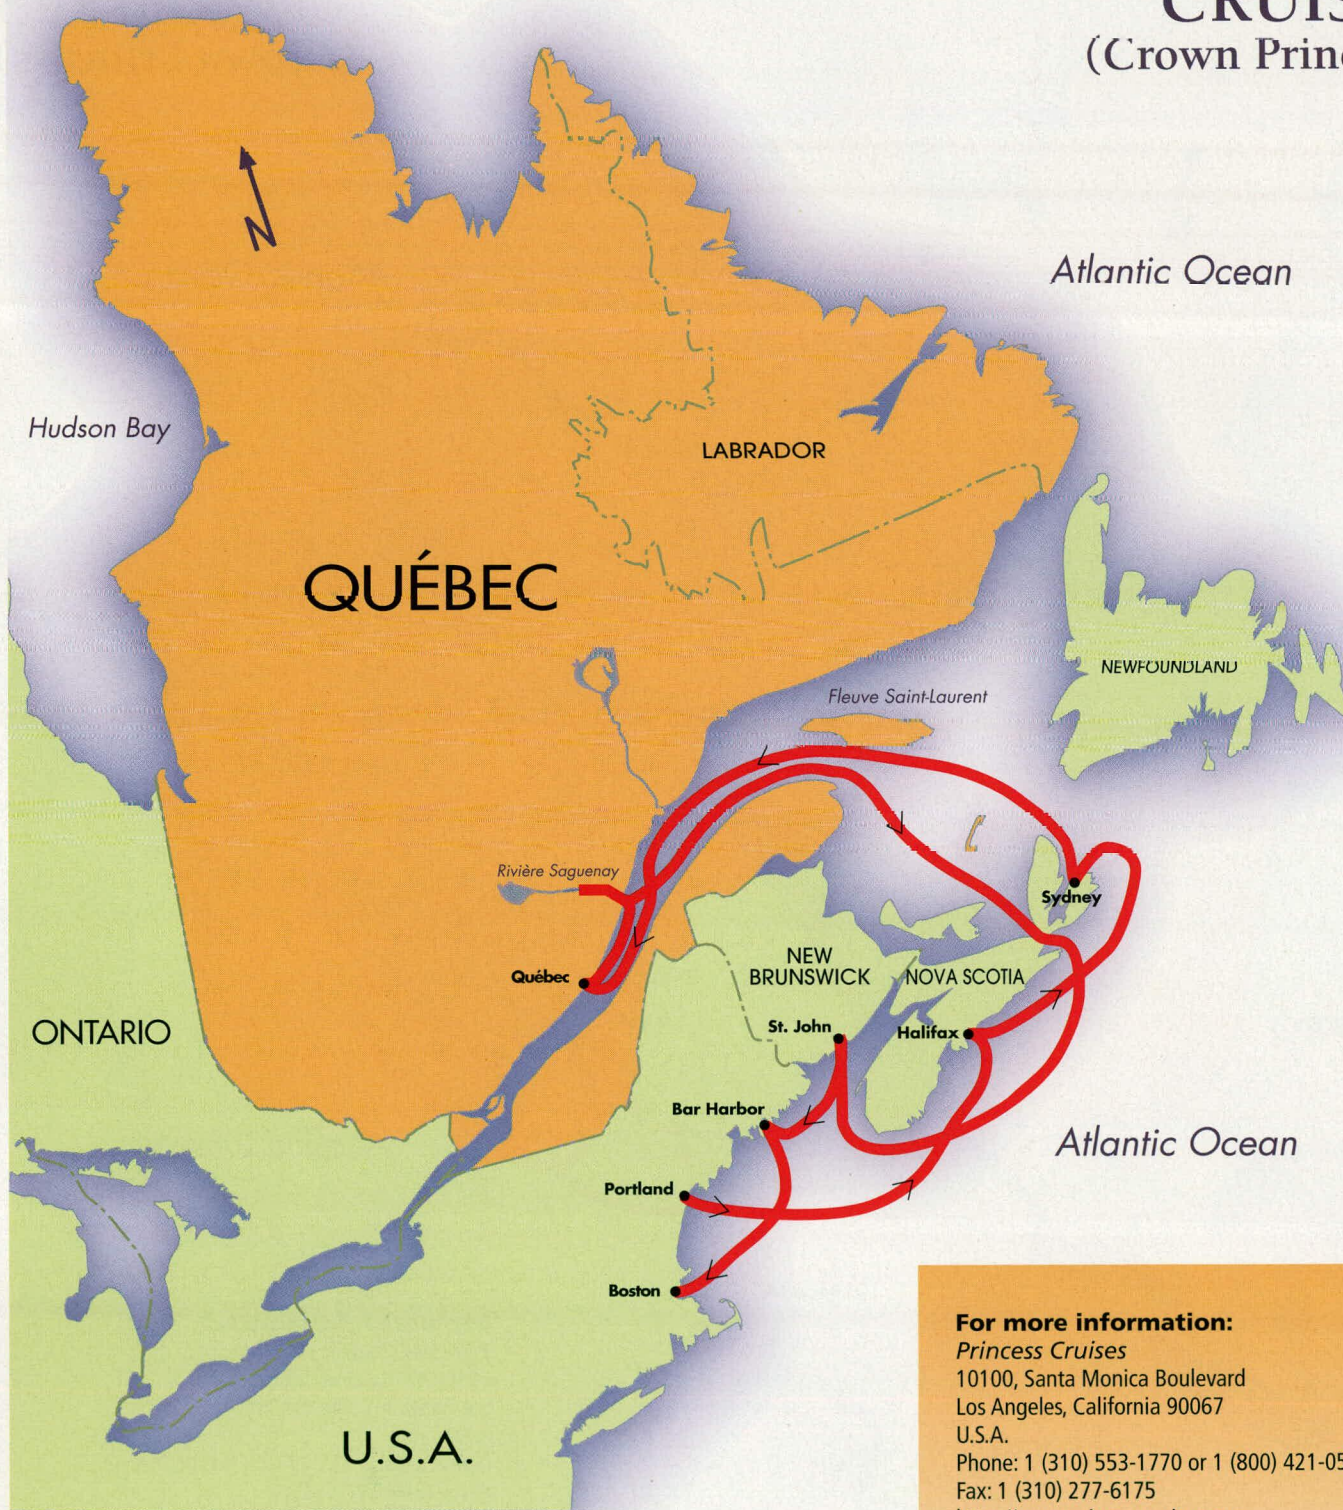 (Crown
N
Atlantic Ocean
Hudson Bay
LABRADOR
QUÉBEC
NEWFOUNDLAND
Fleuve Saint-Laurent
Rivière Saguenay
Sydney
NEW
BRUNSWICK
NOVA SCOTIA
Québec
St. John
Halifax
ONTARIO
Bar Harbor
Atlantic Ocean
Portland
Boston
For more information:
Princess Cruises
10100, Santa Monica Boulevard
Los Angeles, California 90067
U.S.A.
Phone: 1 (310) 553-1770 or 1 (800) 421-05
Fax: 1 (310) 277-6175
U.S.A.